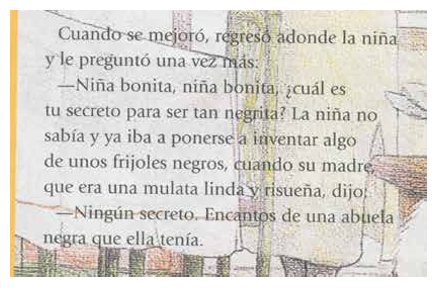 Cuando se mejoró, regresó adonde la niña
y le preguntó una vez más:
—Niña bonita, niña bonita, ¿cuál es
tu secreto para ser tan negrita? La niña no
sabía y ya iba a ponerse a inventar algo
de unos frijoles negros, cuando su madre,
que era una mulata linda y risueña, dijo:
—Ningún secreto. Encantos de una abuela
negra que ella tenía.